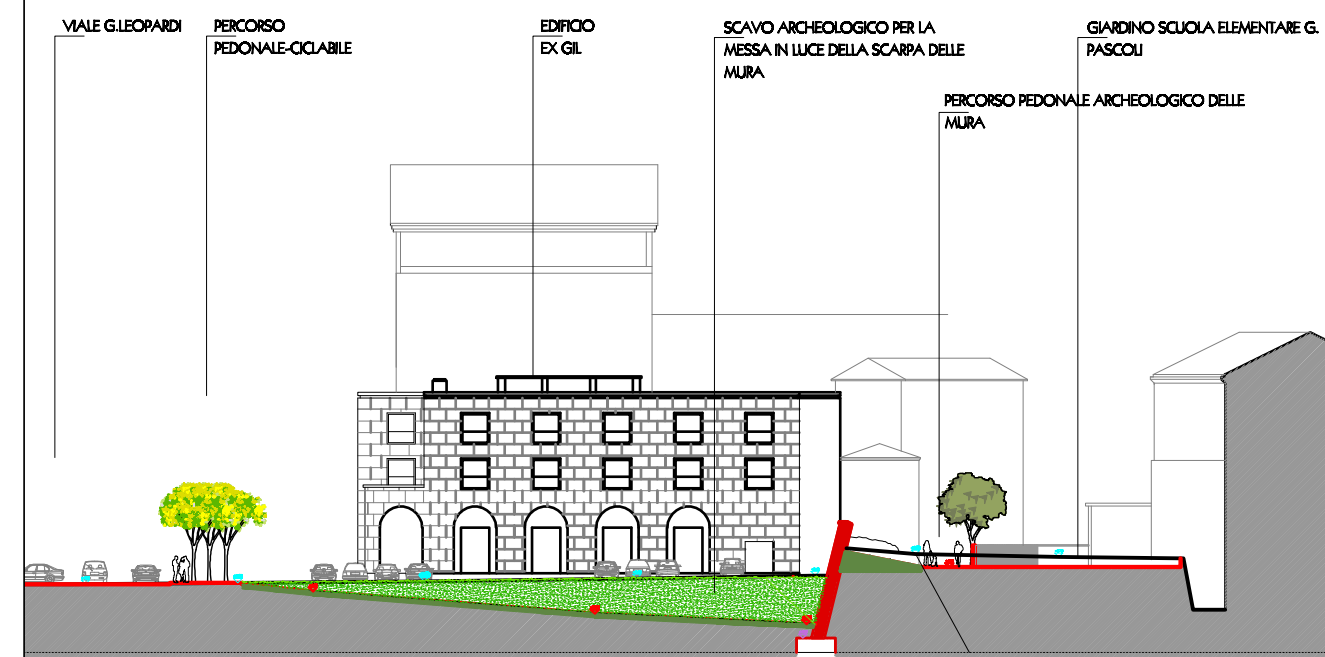 VIALE G.LEOPARDI
PERCORSO
PEDONALE-CICLABILE
EDIFICIO
EX GIL
SCAVO ARCHEOLOGICO PER LA
MESSA IN LUCE DELLA SCARPA DELLE
MURA
GIARDINO SCUOLA ELEMENTARE G.
PASCOLI
PERCORSO PEDONALE ARCHEOLOGICO DELLE
MURA